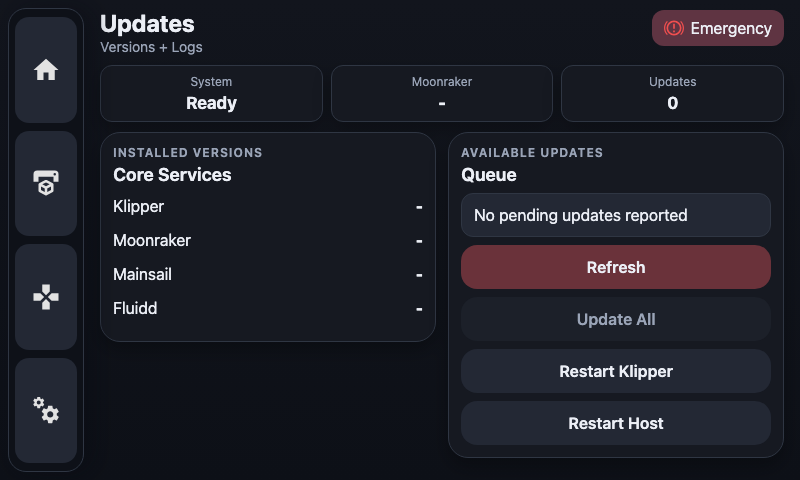 Updates
Versions + Logs
Emergency
System
Ready
Moonraker
-
Updates
0
INSTALLED VERSIONS
Core Services
Klipper -
Moonraker -
Mainsail -
Fluidd -
AVAILABLE UPDATES
Queue
No pending updates reported
Refresh
Update All
Restart Klipper
Restart Host